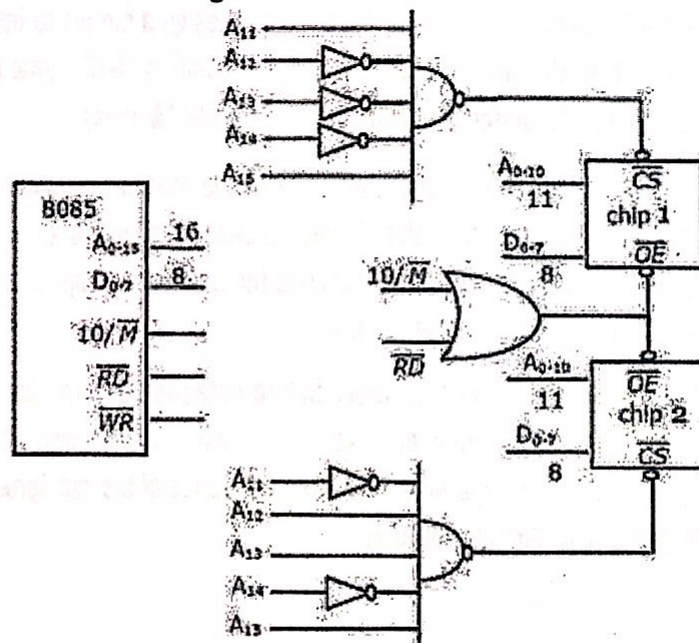 A11
A12
A13
A14
A15
8085
A0-15 16
D0-7 8
10/M
RD
WR
A0-10
11
D0-7
8
CS
chip 1
OE
10/M
RD
A0-10
11
D0-7
8
OE
chip 2
CS
A11
A12
A13
A14
A15